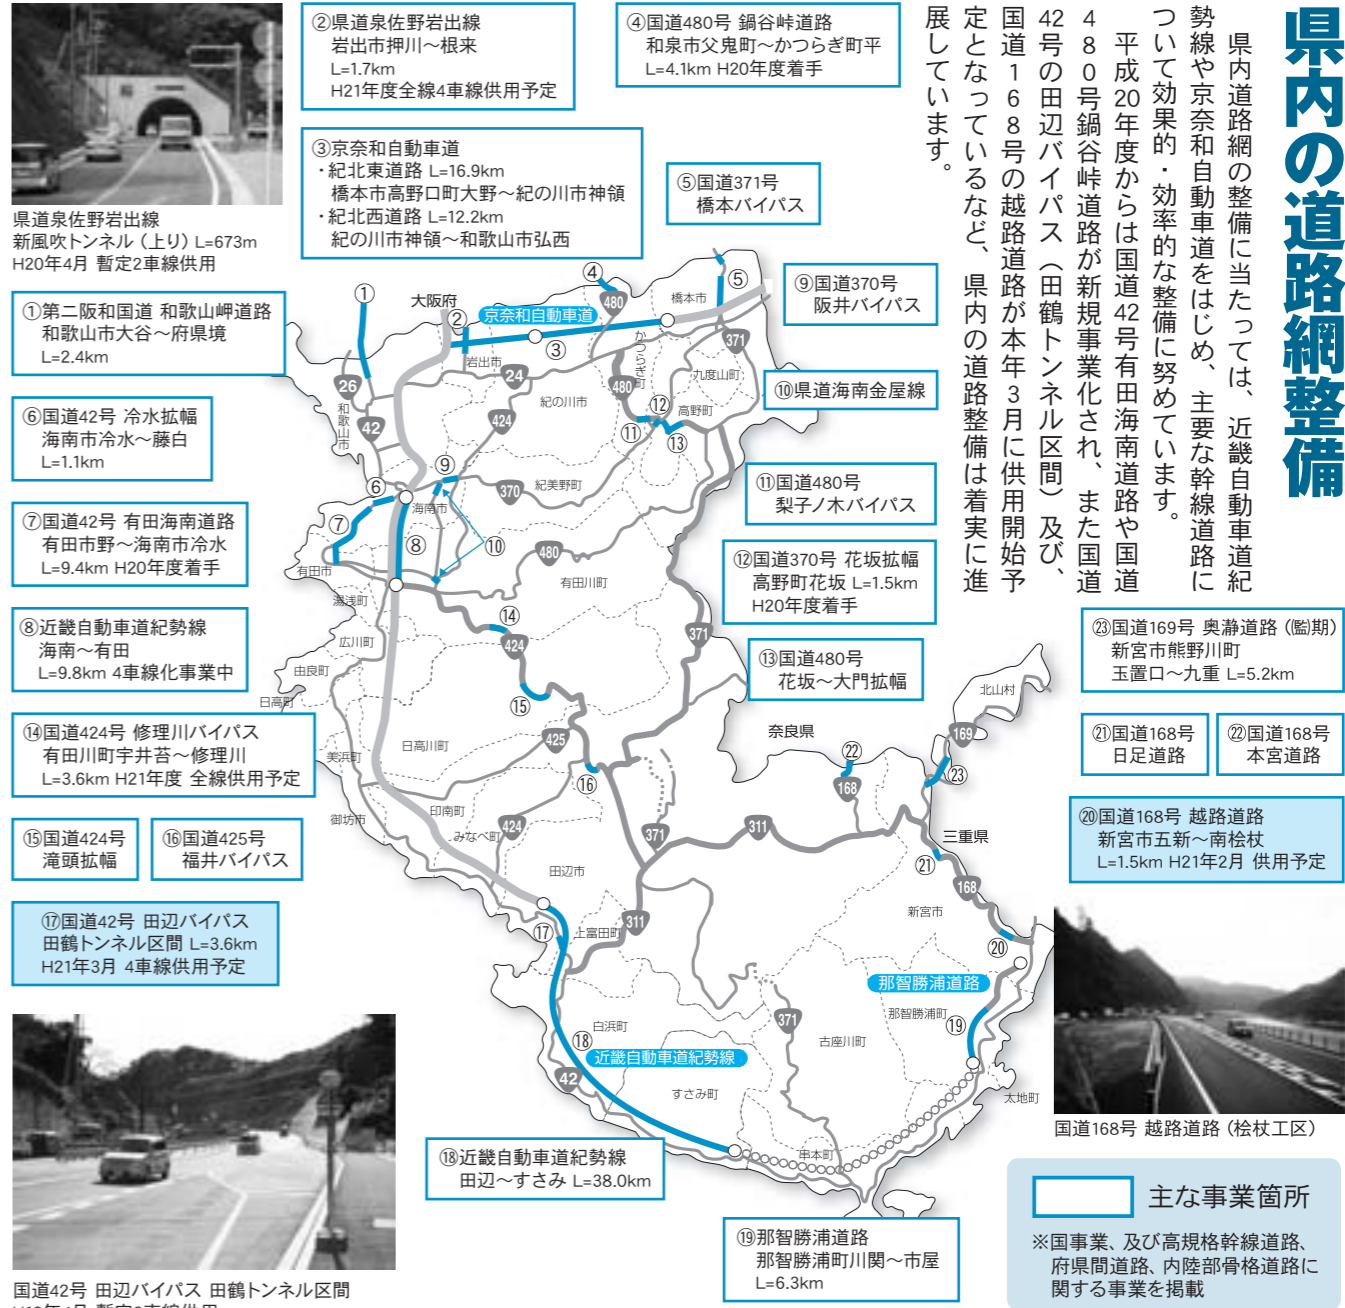 県内の道路網整備
県内道路網の整備に当たっては、近畿自動車道紀
勢線や京奈和自動車道をはじめ、主要な幹線道路に
ついて効果的・効率的な整備に努めています。
平成20年度からは国道42号有田海南道路や国道
480号鍋谷峠道路が新規事業化され、また国道
42号の田辺バイパス（田鶴トンネル区間）及び、
国道168号の越路道路が本年3月に供用開始予
定となっているなど、県内の道路整備は着実に進
展しています。
県道泉佐野岩出線
新風吹トンネル（上り）L=673m
H20年4月 暫定2車線供用
②県道泉佐野岩出線
岩出市押川～根来
L=1.7km
H21年度全線4車線供用予定
④国道480号 鍋谷峠道路
和泉市父鬼町～かつらぎ町平
L=4.1km H20年度着手
③京奈和自動車道
・紀北東道路 L=16.9km
橋本市高野口町大野～紀の川市神領
・紀北西道路 L=12.2km
紀の川市神領～和歌山市弘西
⑤国道371号
橋本バイパス
①第二阪和国道 和歌山岬道路
和歌山市大谷～府県境
L=2.4km
⑨国道370号
阪井バイパス
⑥国道42号 冷水拡幅
海南市冷水～藤白
L=1.1km
⑩県道海南金屋線
⑦国道42号 有田海南道路
有田市野～海南市冷水
L=9.4km H20年度着手
⑪国道480号
梨子ノ木バイパス
⑫国道370号 花坂拡幅
高野町花坂 L=1.5km
H20年度着手
⑧近畿自動車道紀勢線
海南～有田
L=9.8km 4車線化事業中
⑬国道480号
花坂～大門拡幅
㉓国道169号 奥瀞道路（㈼期）
新宮市熊野川町
玉置口～九重 L=5.2km
⑭国道424号 修理川バイパス
有田川町宇井苔～修理川
L=3.6km H21年度 全線供用予定
㉑国道168号
日足道路
㉒国道168号
本宮道路
⑮国道424号
滝頭拡幅
⑯国道425号
福井バイパス
⑳国道168号 越路道路
新宮市五新～南桧杖
L=1.5km H21年2月 供用予定
⑰国道42号 田辺バイパス
田鶴トンネル区間 L=3.6km
H21年3月 4車線供用予定
⑱近畿自動車道紀勢線
田辺～すさみ L=38.0km
⑲那智勝浦道路
那智勝浦町川関～市屋
L=6.3km
国道168号 越路道路（桧杖工区）
国道42号 田辺バイパス 田鶴トンネル区間
主な事業箇所
※国事業、及び高規格幹線道路、
府県間道路、内陸部骨格道路に
関する事業を掲載
①
大阪府
②
京奈和自動車道
③
④
480
橋本市
⑤
岩出市
かつらぎ町
371
26
24
480
九度山町
和歌山市
42
紀の川市
424
⑫
高野町
⑪
⑬
⑨
370
紀美野町
⑥
海南市
⑦
⑧
⑩
480
有田市
有田川町
湯浅町
⑭
424
371
広川町
由良町
⑮
日高町
北山村
奈良県
169
日高川町
425
美浜町
㉒
⑯
168
㉓
印南町
御坊市
みなべ町
424
371
311
三重県
田辺市
㉑
168
新宮市
⑰
上富田町
311
⑳
那智勝浦道路
那智勝浦町
⑲
371
古座川町
白浜町
⑱
近畿自動車道紀勢線
42
すさみ町
太地町
串本町